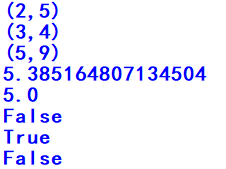 (2,5)
(3,4)
(5,9)
5.385164807134504
5.0
False
True
False